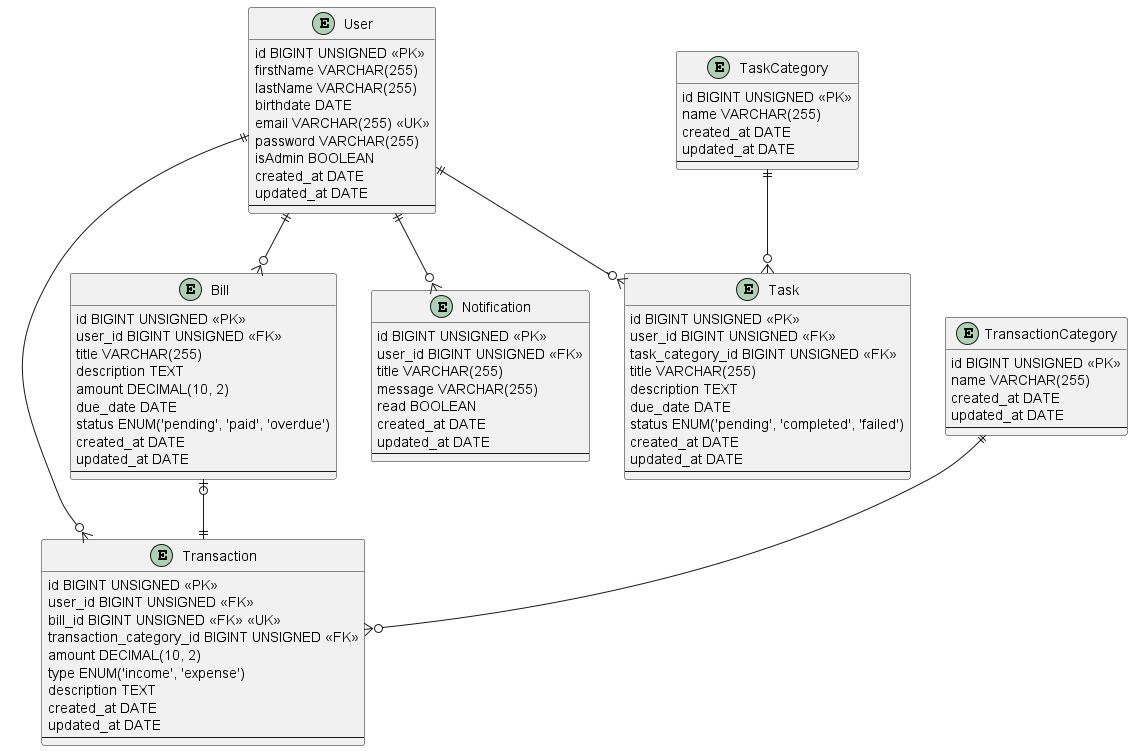 E User
id BIGINT UNSIGNED «PK»
firstName VARCHAR(255)
lastName VARCHAR(255)
birthdate DATE
email VARCHAR(255) «UK»
password VARCHAR(255)
isAdmin BOOLEAN
created_at DATE
updated_at DATE
E TaskCategory
id BIGINT UNSIGNED «PK»
name VARCHAR(255)
created_at DATE
updated_at DATE
E Bill
id BIGINT UNSIGNED «PK»
user_id BIGINT UNSIGNED «FK»
title VARCHAR(255)
description TEXT
amount DECIMAL(10, 2)
due_date DATE
status ENUM('pending', 'paid', 'overdue')
created_at DATE
updated_at DATE
E Notification
id BIGINT UNSIGNED «PK»
user_id BIGINT UNSIGNED «FK»
title VARCHAR(255)
message VARCHAR(255)
read BOOLEAN
created_at DATE
updated_at DATE
E Task
id BIGINT UNSIGNED «PK»
user_id BIGINT UNSIGNED «FK»
task_category_id BIGINT UNSIGNED «FK»
title VARCHAR(255)
description TEXT
due_date DATE
status ENUM('pending', 'completed', 'failed')
created_at DATE
updated_at DATE
E TransactionCategory
id BIGINT UNSIGNED «PK»
name VARCHAR(255)
created_at DATE
updated_at DATE
E Transaction
id BIGINT UNSIGNED «PK»
user_id BIGINT UNSIGNED «FK»
bill_id BIGINT UNSIGNED «FK» «UK»
transaction_category_id BIGINT UNSIGNED «FK»
amount DECIMAL(10, 2)
type ENUM('income', 'expense')
description TEXT
created_at DATE
updated_at DATE